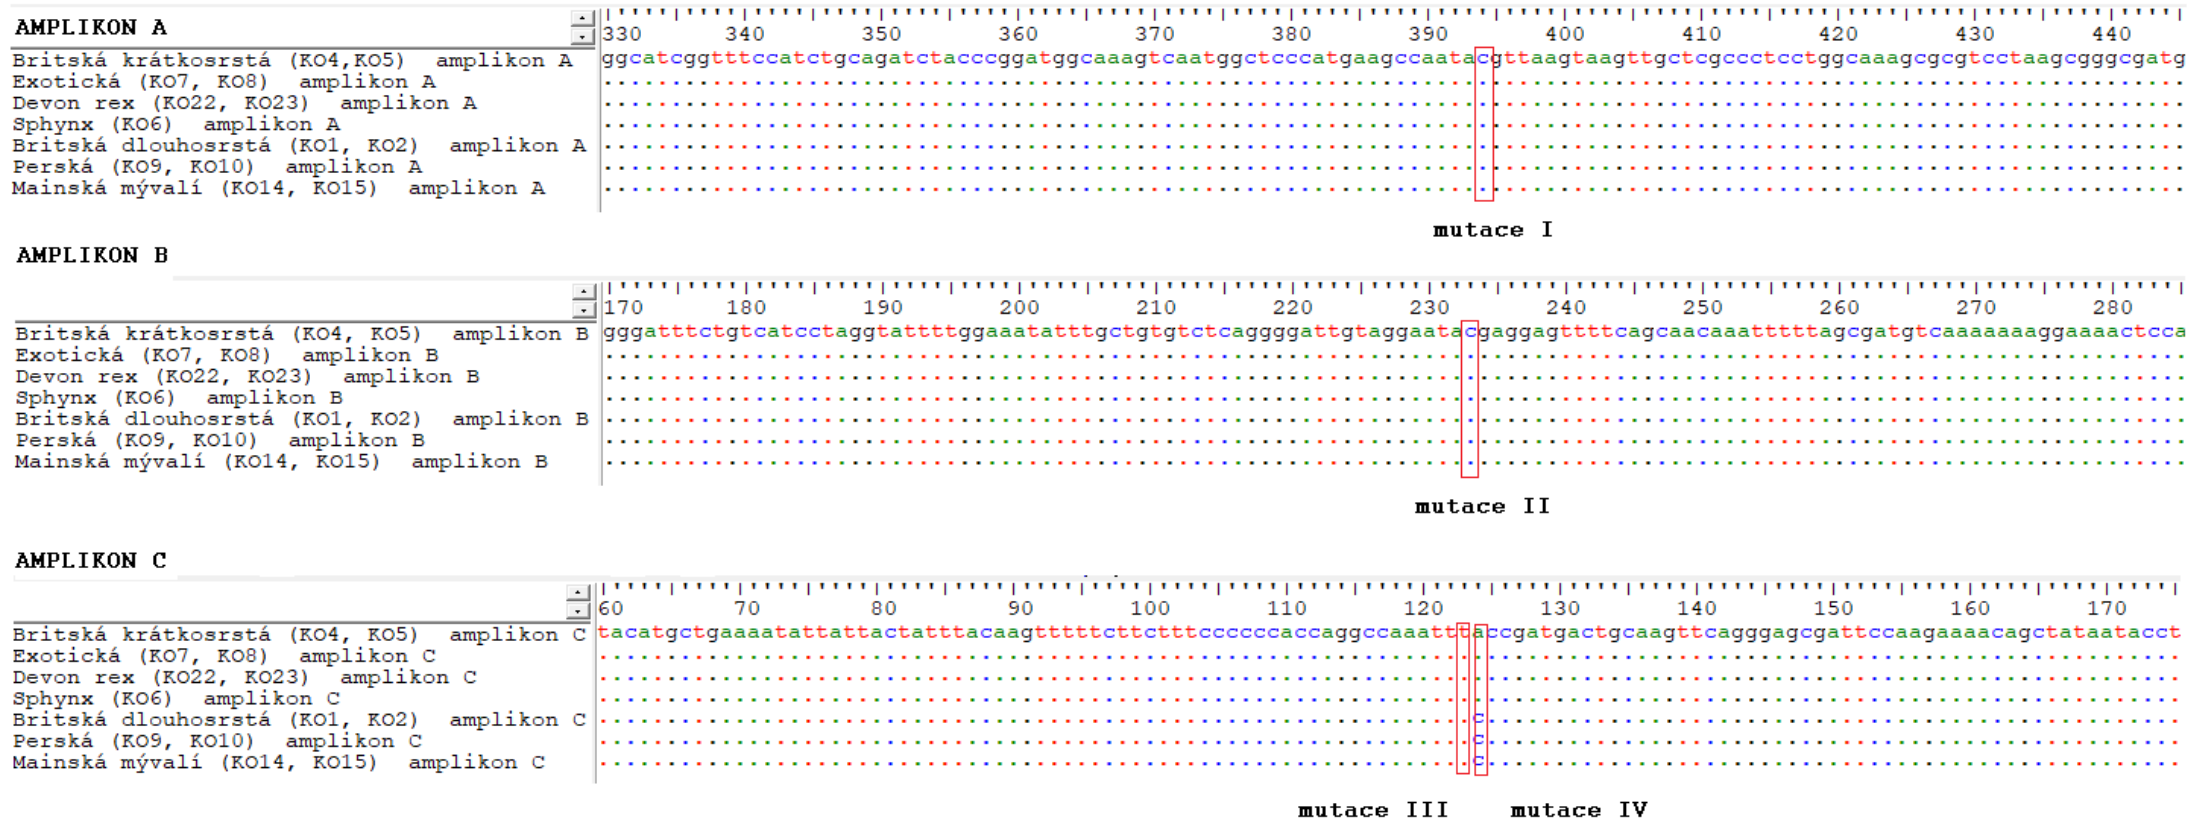 AMPLIKON A
330 340 350 360 370 380 390 400 410 420 430 440
Britská krátkosrstá (KO4,KO5) amplikon A ggcatcggtttccatctgcagatctacccggatggcaaagtcaatggctcccatgaagccaatacgttaagtaagttgctcgccctcctggcaaagcgcgtcctaagcgggcgatg
Exotická (KO7, KO8) amplikon A
Devon rex (KO22, KO23) amplikon A
Sphynx (KO6) amplikon A
Britská dlouhosrstá (KO1, KO2) amplikon A
Perská (KO9, KO10) amplikon A
Mainská mývalí (KO14, KO15) amplikon A
mutace I
AMPLIKON B
170 180 190 200 210 220 230 240 250 260 270 280
Britská krátkosrstá (KO4, KO5) amplikon B gggatttctgtcatcctaggtattttggaaatatttgctgtgtctcaggggattgtaggaatacgaggagttttcagcaacaaatttttagcgatgtcaaaaaaaggaaaactcca
Exotická (KO7, KO8) amplikon B
Devon rex (KO22, KO23) amplikon B
Sphynx (KO6) amplikon B
Britská dlouhosrstá (KO1, KO2) amplikon B
Perská (KO9, KO10) amplikon B
Mainská mývalí (KO14, KO15) amplikon B
mutace II
AMPLIKON C
60 70 80 90 100 110 120 130 140 150 160 170
Britská krátkosrstá (KO4, KO5) amplikon C tacatgctgaaaatattattactatttacaagtttttcttctttccccccaccaggccaaatttaccgatgactgcaagttcagggagcgattccaagaaaacagctataatacct
Exotická (KO7, KO8) amplikon C
Devon rex (KO22, KO23) amplikon C
Sphynx (KO6) amplikon C
Britská dlouhosrstá (KO1, KO2) amplikon C c
Perská (KO9, KO10) amplikon C c
Mainská mývalí (KO14, KO15) amplikon C c
mutace III mutace IV